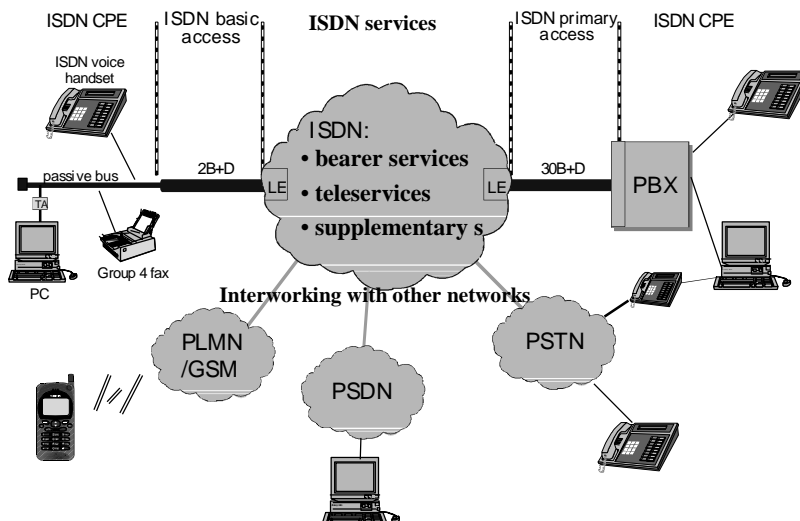 ISDN CPE
ISDN basic
access
ISDN services
ISDN primary
access
ISDN CPE
ISDN voice
handset
ISDN:
• bearer services
• teleservices
• supplementary s
passive bus
2B+D
LE
LE
30B+D
PBX
TA
PC
Group 4 fax
Interworking with other networks
PLMN
/GSM
PSDN
PSTN